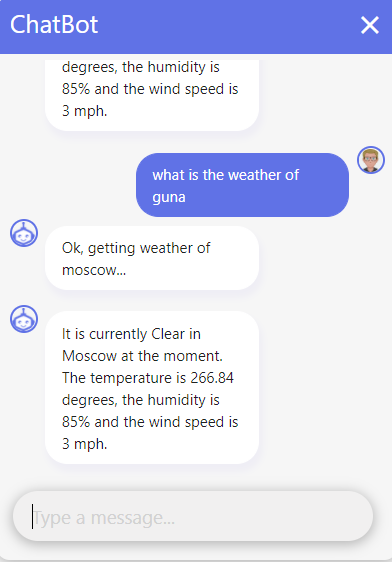 ChatBot
degrees, the humidity is
85% and the wind speed is
3 mph.
what is the weather of
guna
Ok, getting weather of
moscow...
It is currently Clear in
Moscow at the moment.
The temperature is 266.84
degrees, the humidity is
85% and the wind speed is
3 mph.
Type a message...